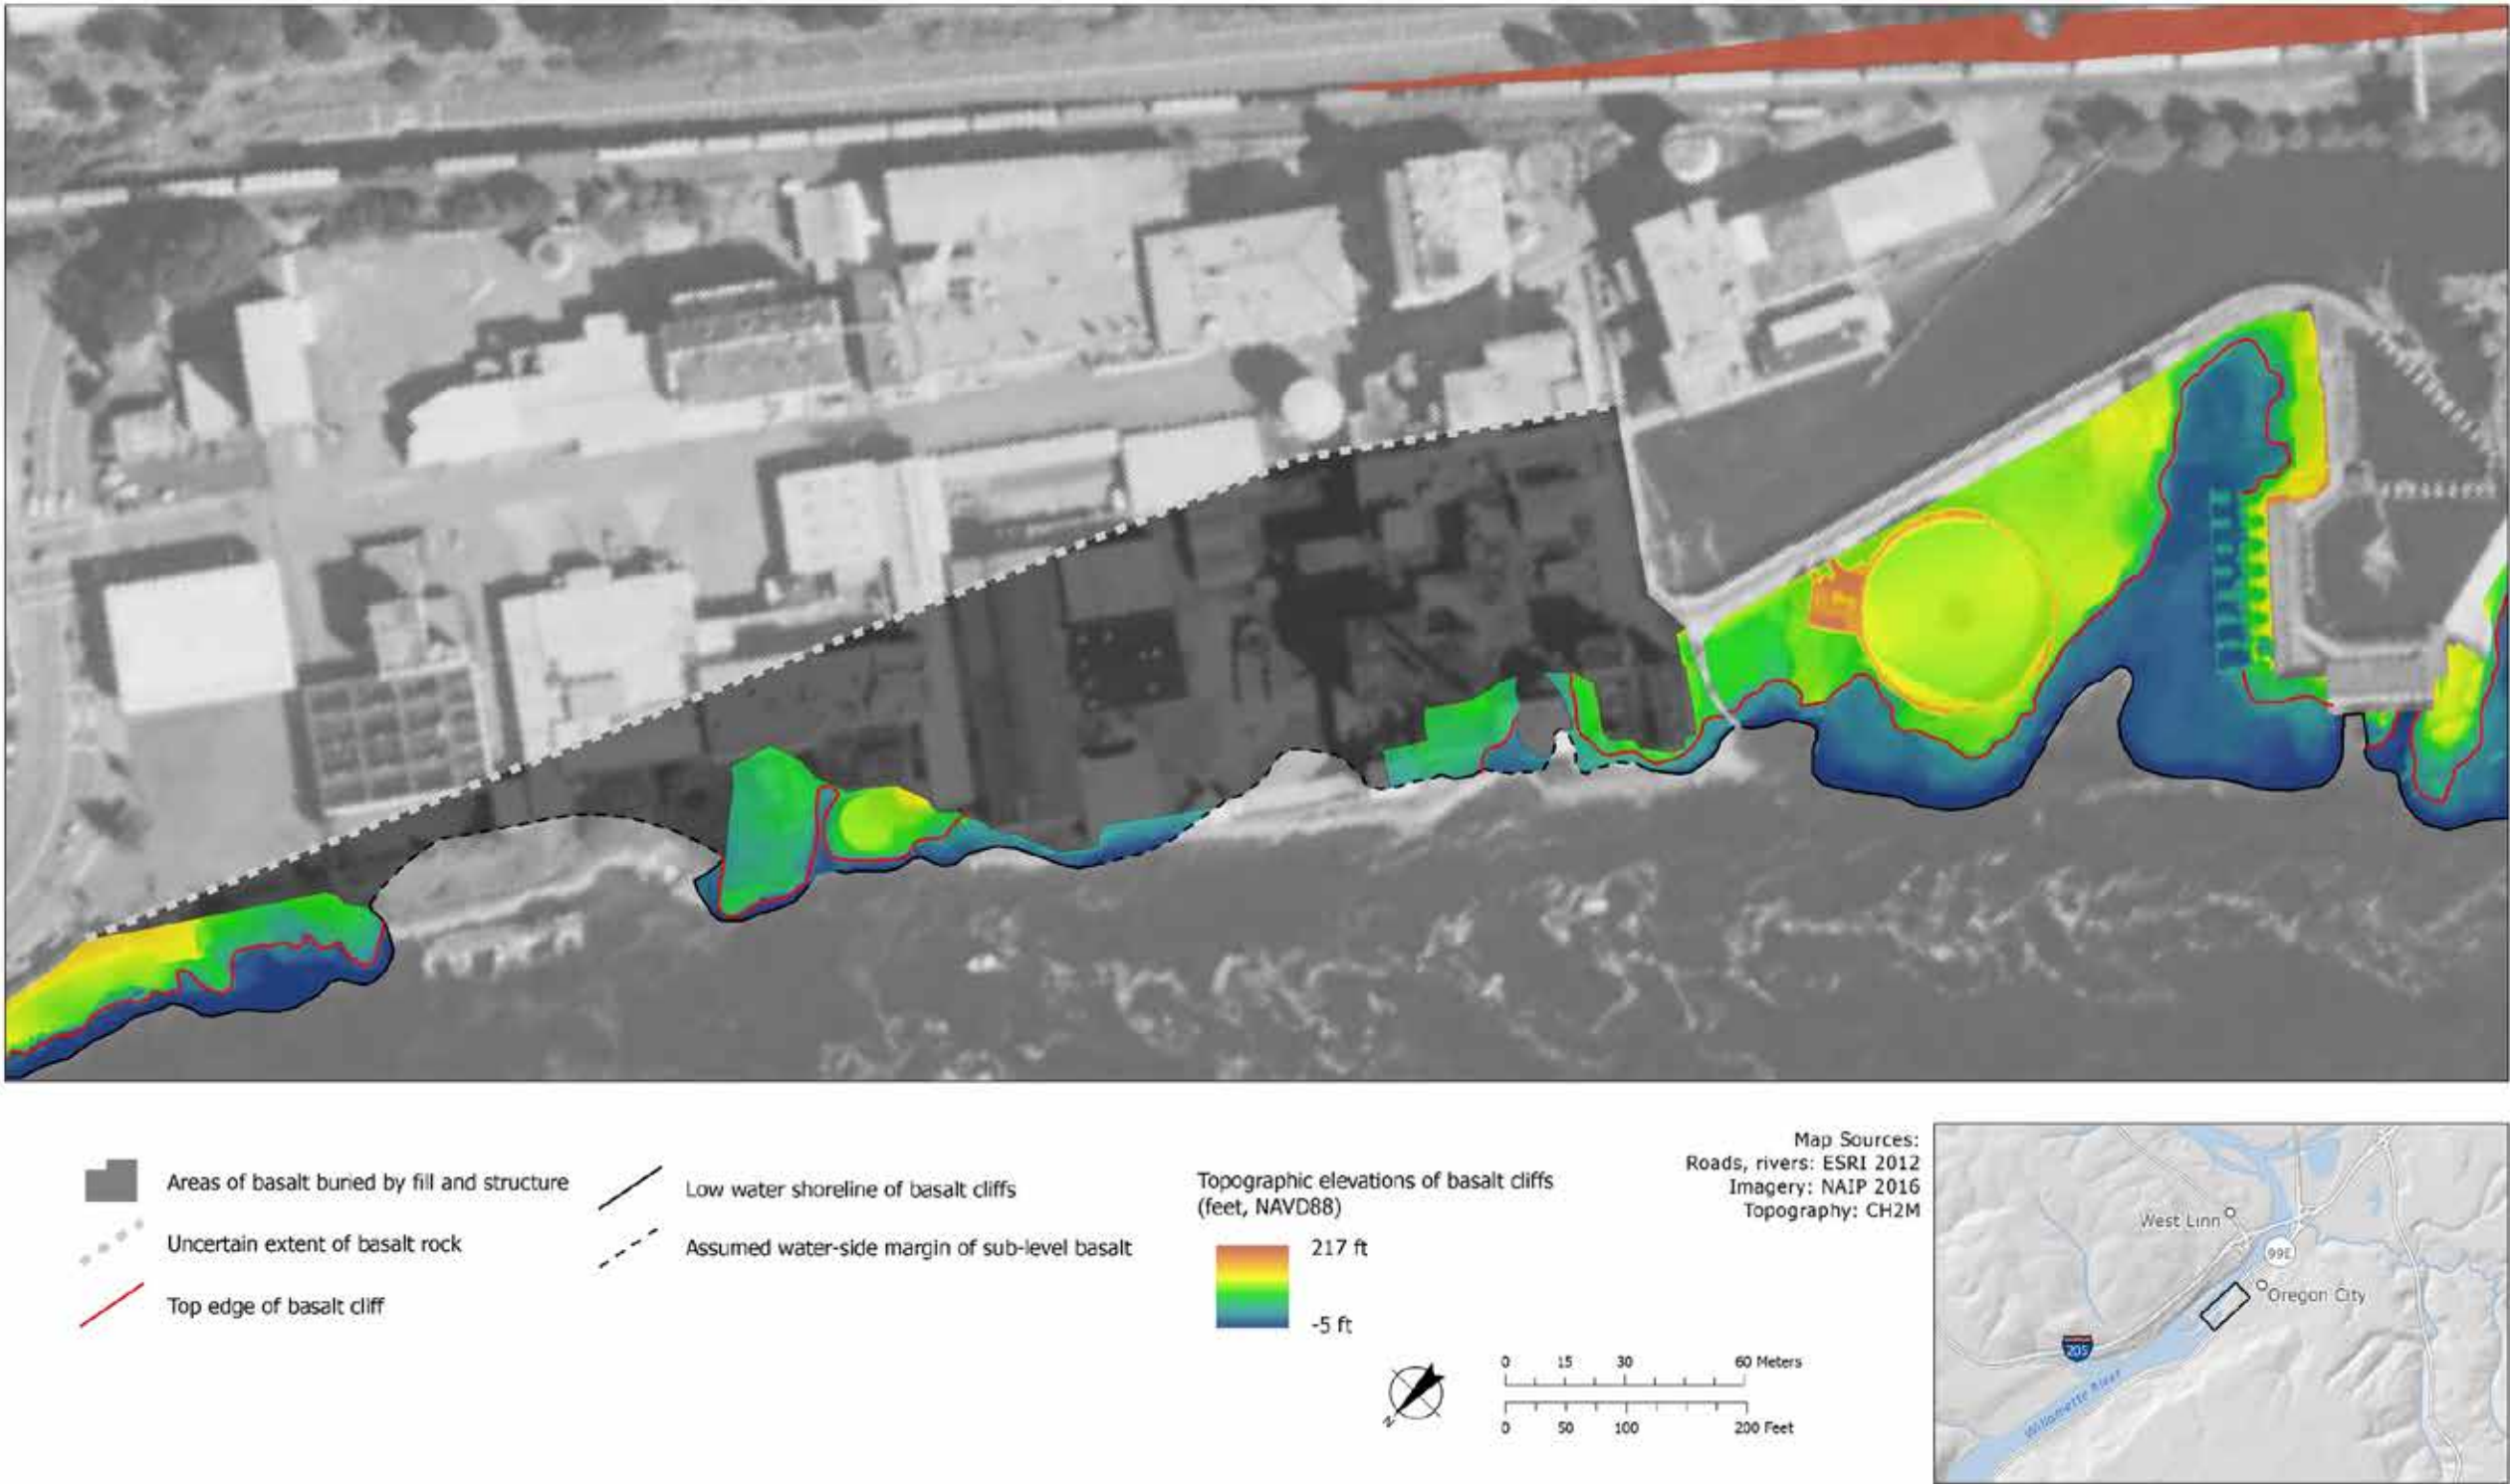 Areas of basalt buried by fill and structure
Uncertain extent of basalt rock
Top edge of basalt cliff
Low water shoreline of basalt cliffs
Assumed water-side margin of sub-level basalt
Topographic elevations of basalt cliffs
(feet, NAVD88)
217 ft
-5 ft
N
0 15 30 60 Meters
0 50 100 200 Feet
Map Sources:
Roads, rivers: ESRI 2012
Imagery: NAIP 2016
Topography: CH2M
West Linn
99E
Oregon City
205
Willamette River